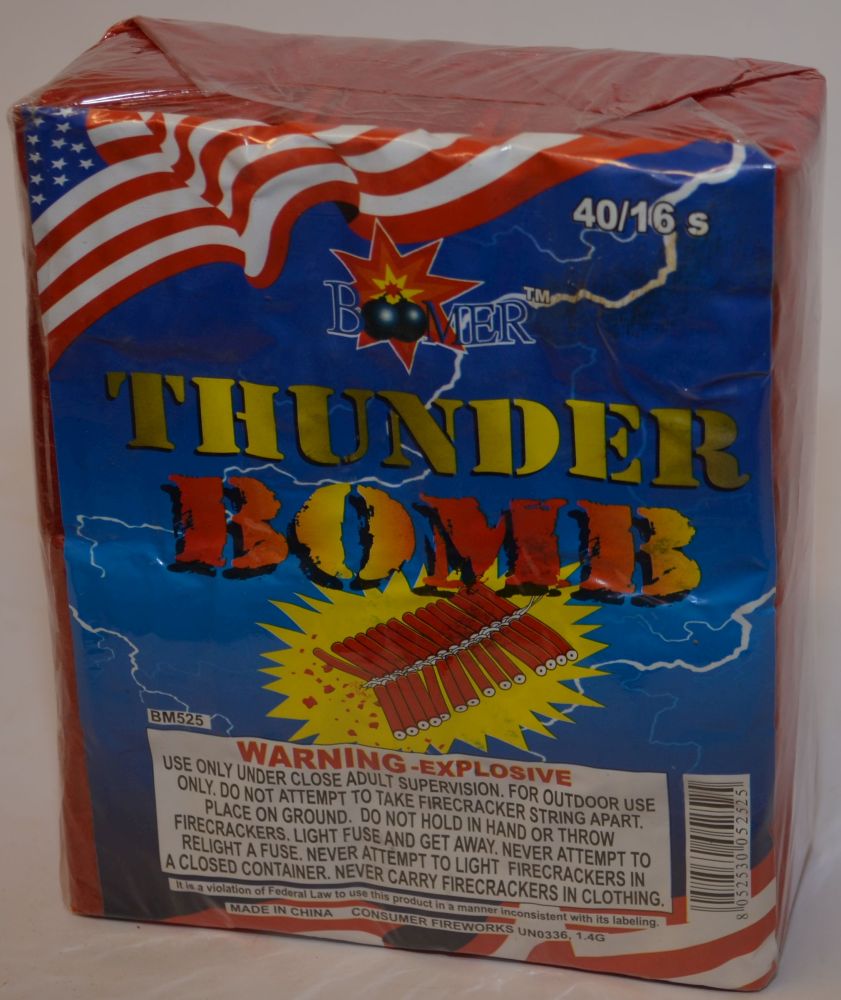 40/16 s
BOOMER™
THUNDER
BOMB
BM525
WARNING-EXPLOSIVE
USE ONLY UNDER CLOSE ADULT SUPERVISION. FOR OUTDOOR USE
ONLY. DO NOT ATTEMPT TO TAKE FIRECRACKER STRING APART.
PLACE ON GROUND. DO NOT HOLD IN HAND OR THROW
FIRECRACKERS. LIGHT FUSE AND GET AWAY. NEVER ATTEMPT TO
RELIGHT A FUSE. NEVER ATTEMPT TO LIGHT FIRECRACKERS IN
A CLOSED CONTAINER. NEVER CARRY FIRECRACKERS IN CLOTHING.
It is a violation of Federal Law to use this product in a manner inconsistent with its labeling.
MADE IN CHINA CONSUMER FIREWORKS UN0336, 1.4G
8 052530 052525